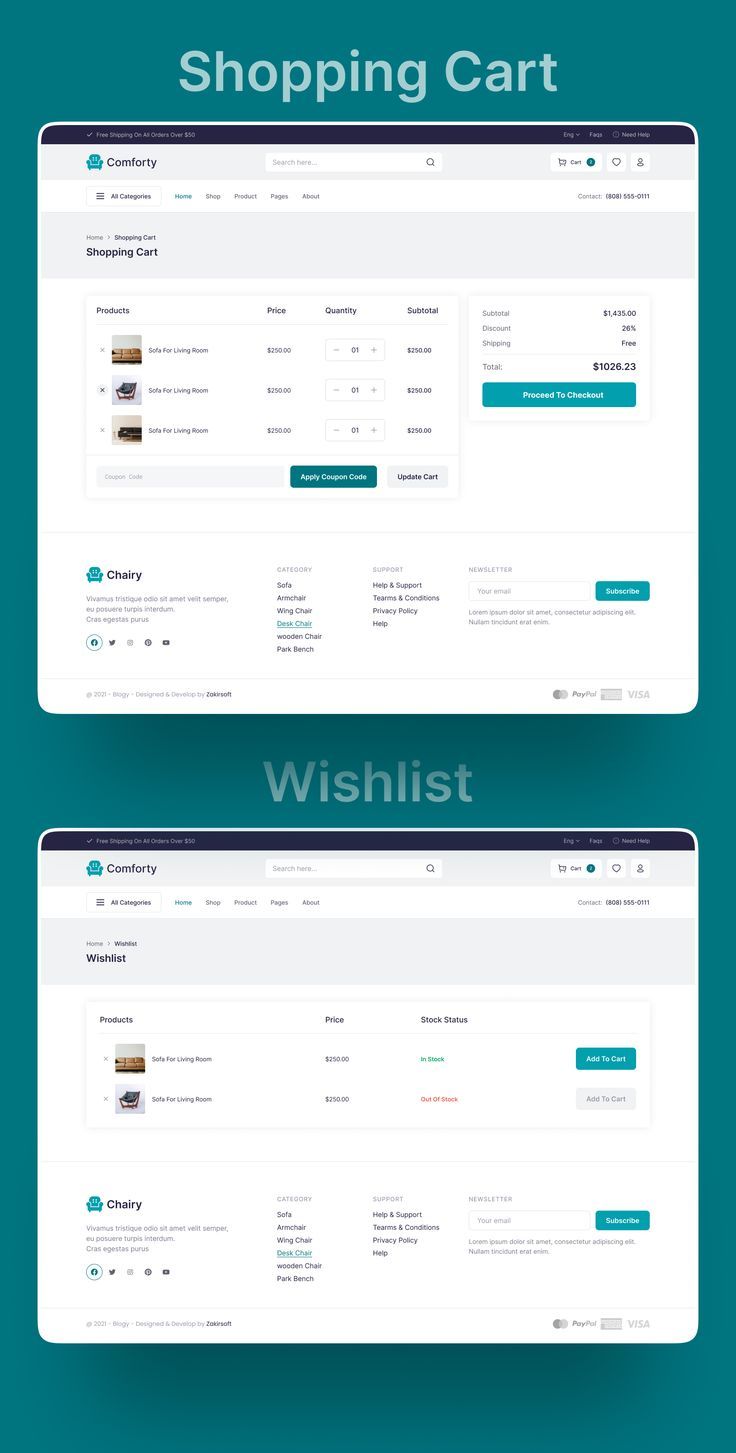 Shopping Cart
Free Shipping On All Orders Over $50
Eng
Faqs
Need Help
Comforty
Search here...
Cart
2
All Categories
Home
Shop
Product
Pages
About
Contact: (808) 555-0111
Home > Shopping Cart
Shopping Cart
Products
Price
Quantity
Subtotal
Sofa For Living Room
$250.00
01
$250.00
Sofa For Living Room
$250.00
01
$250.00
Sofa For Living Room
$250.00
01
$250.00
Coupon Code
Apply Coupon Code
Update Cart
Subtotal
$1,435.00
Discount
26%
Shipping
Free
Total:
$1026.23
Proceed To Checkout
Chairy
Vivamus tristique odio sit amet velit semper,
eu posuere turpis interdum.
Cras egestas purus
CATEGORY
Sofa
Armchair
Wing Chair
Desk Chair
wooden Chair
Park Bench
SUPPORT
Help & Support
Tearms & Conditions
Privacy Policy
Help
NEWSLETTER
Your email
Subscribe
Lorem ipsum dolor sit amet, consectetur adipiscing elit.
Nullam tincidunt erat enim.
@ 2021 - Blogy - Designed & Develop by Zakirsoft
PayPal
VISA
Wishlist
Free Shipping On All Orders Over $50
Eng
Faqs
Need Help
Comforty
Search here...
Cart
2
All Categories
Home
Shop
Product
Pages
About
Contact: (808) 555-0111
Home > Wishlist
Wishlist
Products
Price
Stock Status
Sofa For Living Room
$250.00
In Stock
Add To Cart
Sofa For Living Room
$250.00
Out Of Stock
Add To Cart
Chairy
Vivamus tristique odio sit amet velit semper,
eu posuere turpis interdum.
Cras egestas purus
CATEGORY
Sofa
Armchair
Wing Chair
Desk Chair
wooden Chair
Park Bench
SUPPORT
Help & Support
Tearms & Conditions
Privacy Policy
Help
NEWSLETTER
Your email
Subscribe
Lorem ipsum dolor sit amet, consectetur adipiscing elit.
Nullam tincidunt erat enim.
@ 2021 - Blogy - Designed & Develop by Zakirsoft
PayPal
VISA